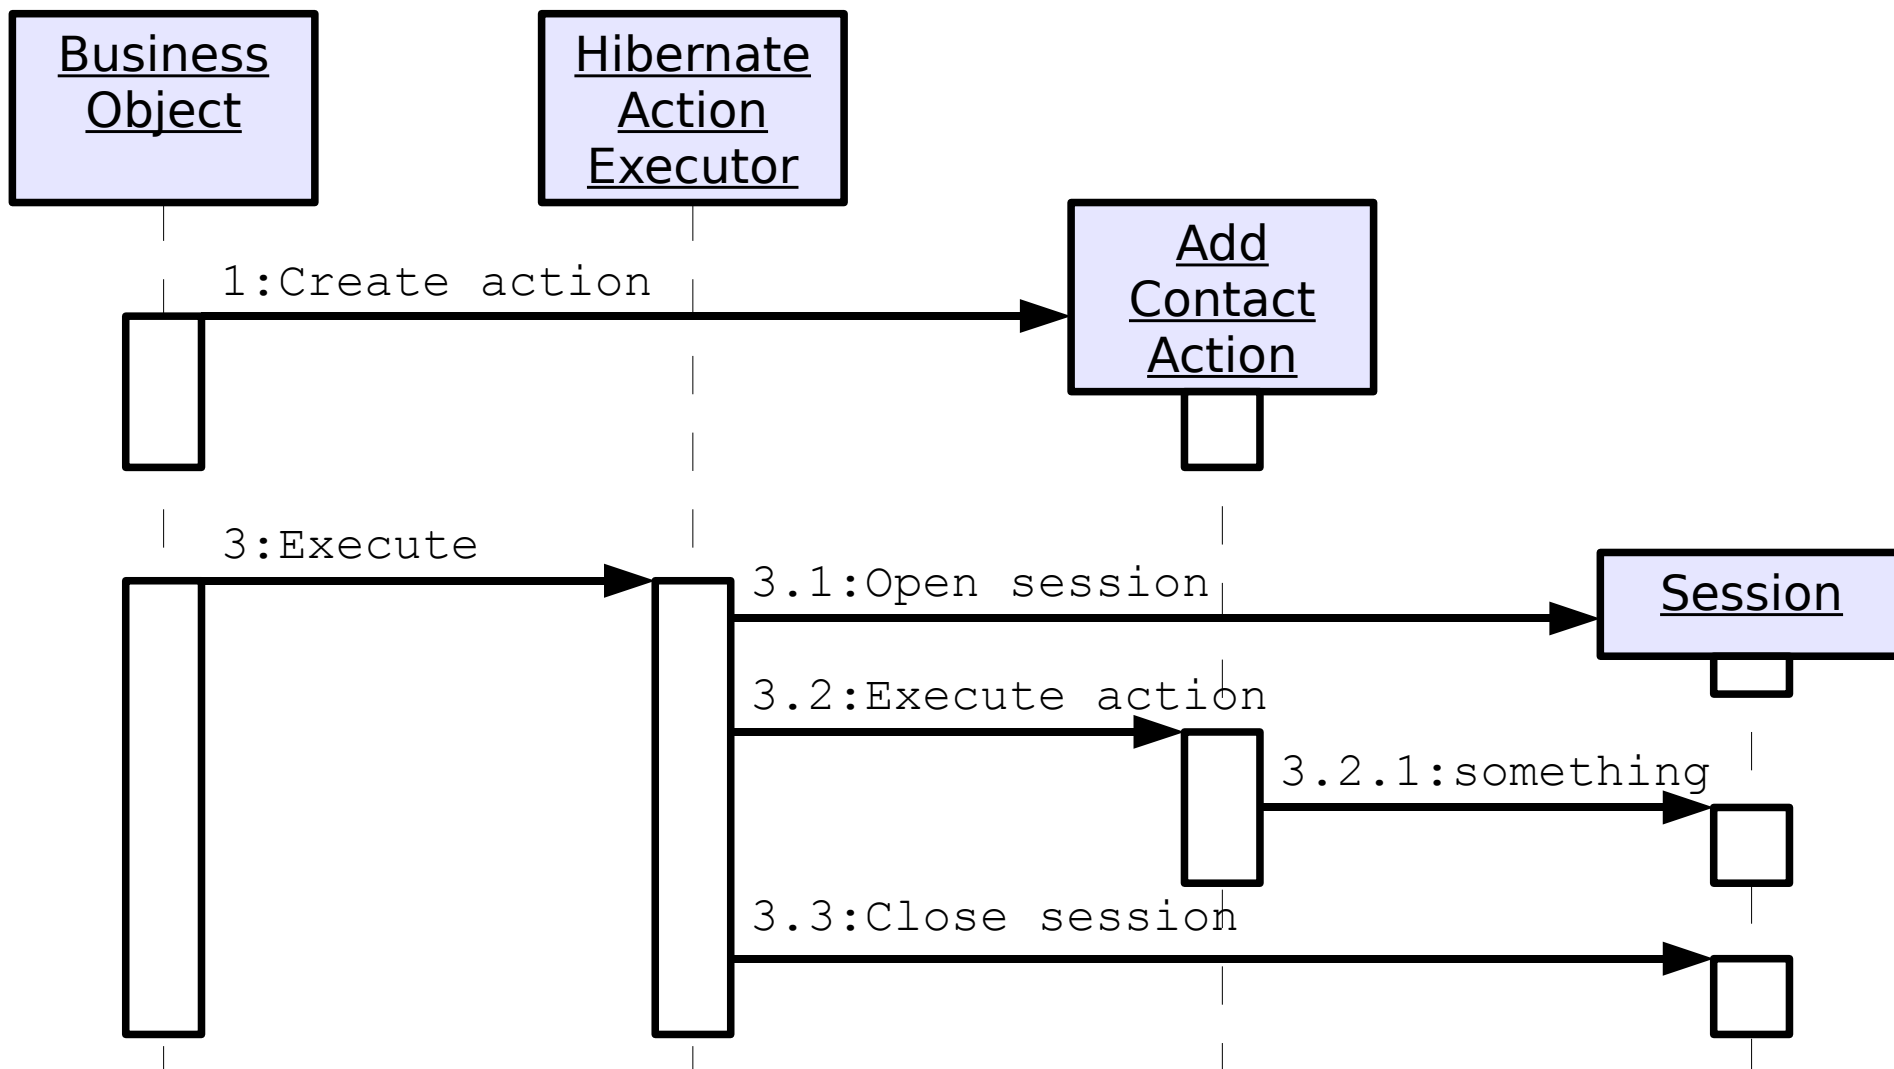 Business
Object
Hibernate
Action
Executor
Add
Contact
Action
1:Create action
3:Execute
3.1:Open session
Session
3.2:Execute action
3.2.1:something
3.3:Close session